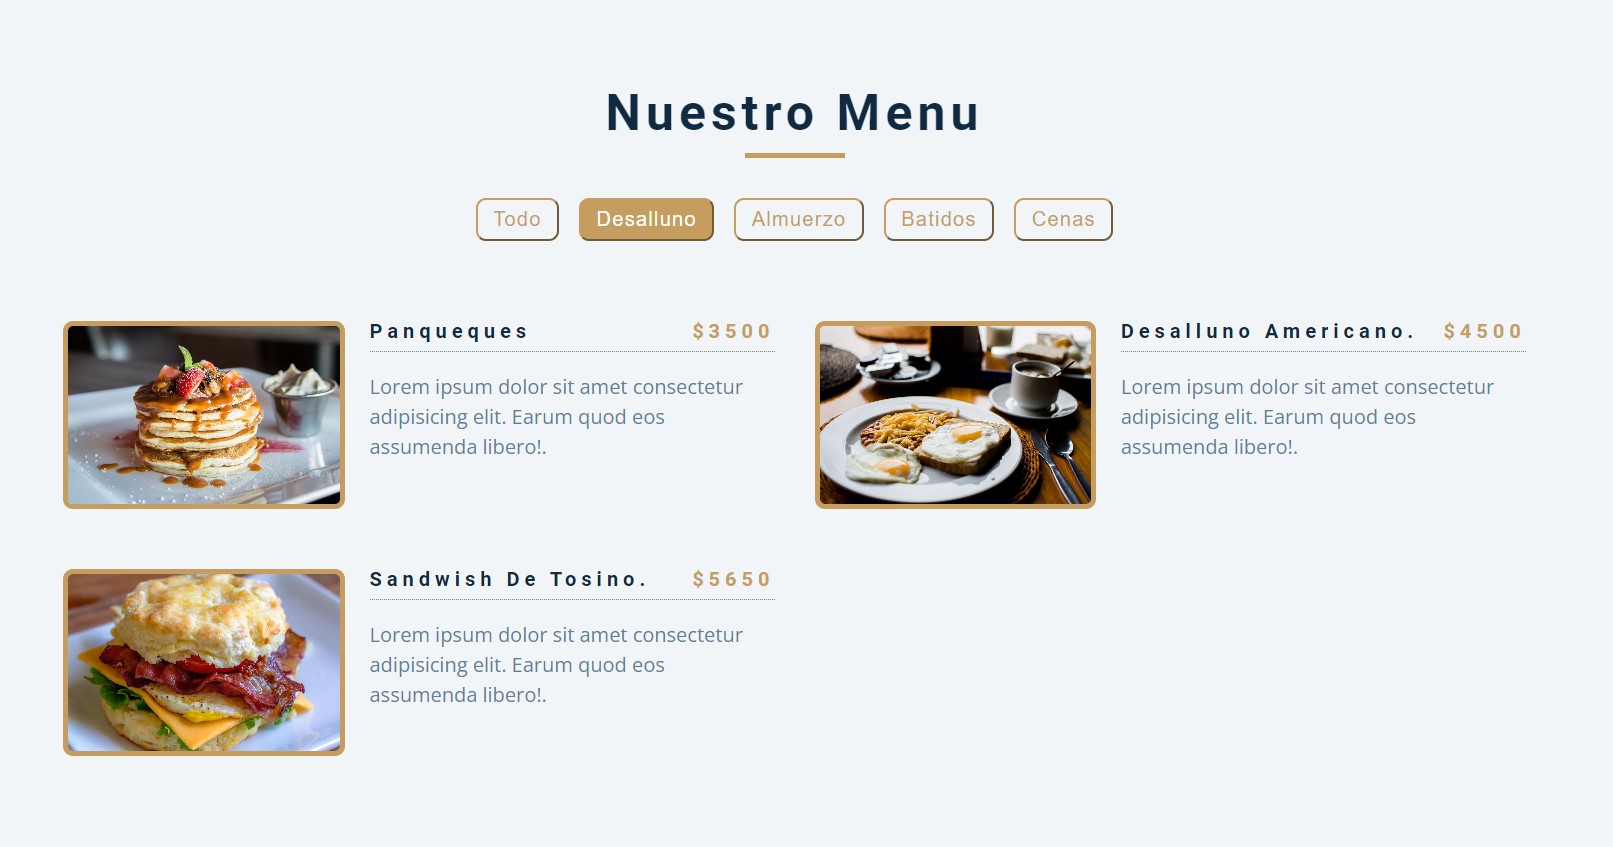 Nuestro Menu
Todo Desalluno Almuerzo Batidos Cenas
Panqueques $3500
Lorem ipsum dolor sit amet consectetur
adipisicing elit. Earum quod eos
assumenda libero!.
Desalluno Americano. $4500
Lorem ipsum dolor sit amet consectetur
adipisicing elit. Earum quod eos
assumenda libero!.
Sandwish De Tosino. $5650
Lorem ipsum dolor sit amet consectetur
adipisicing elit. Earum quod eos
assumenda libero!.